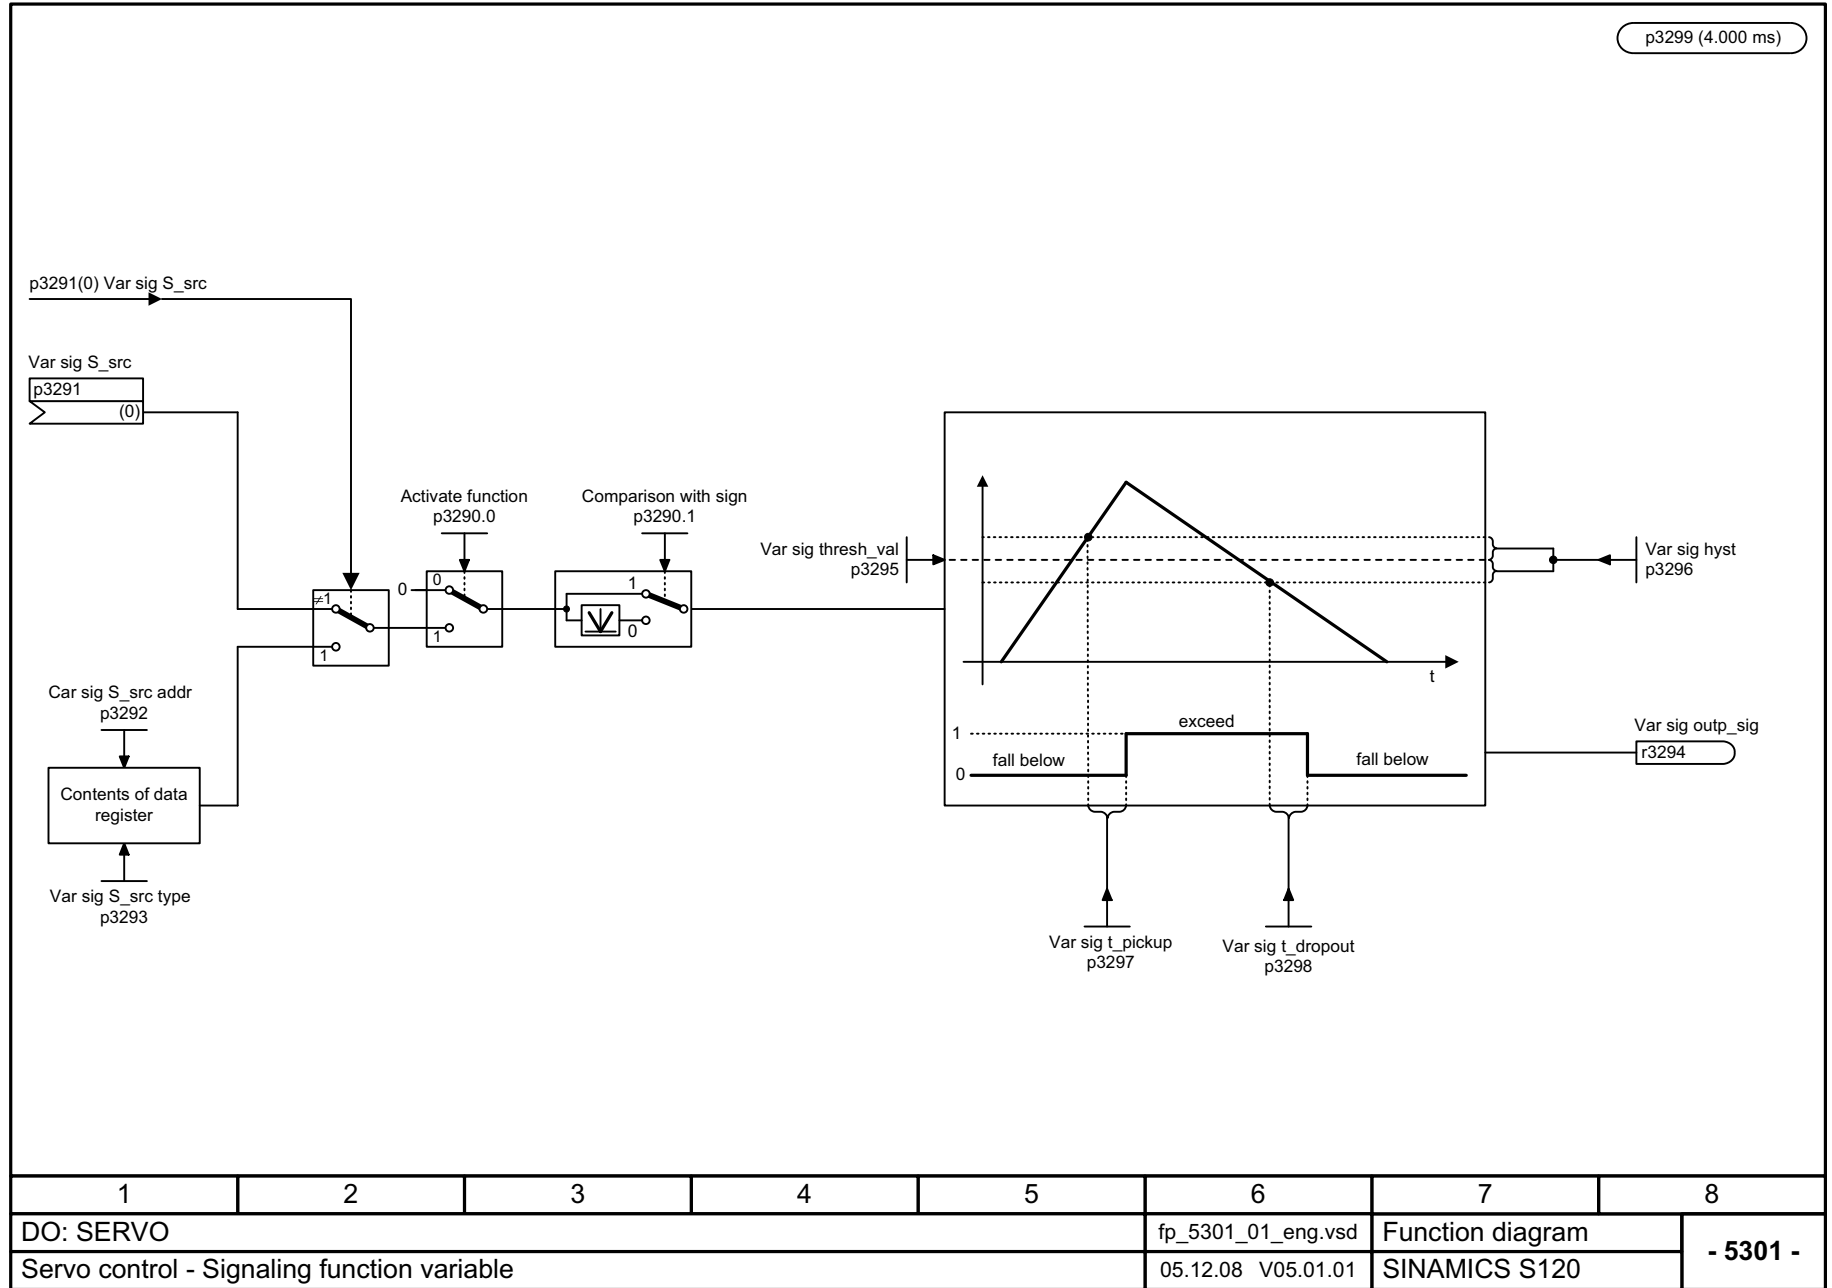 p3299 (4.000 ms)
p3291(0) Var sig S_src
Var sig S_src
p3291
(0)
Activate function
p3290.0
Comparison with sign
p3290.1
Var sig thresh_val
p3295
Var sig hyst
p3296
≠1
1
0
0
1
1
0
t
Car sig S_src addr
p3292
Contents of data
register
Var sig S_src type
p3293
1
0
fall below
exceed
fall below
Var sig outp_sig
r3294
Var sig t_pickup
p3297
Var sig t_dropout
p3298
1 2 3 4 5 6 7 8
DO: SERVO
fp_5301_01_eng.vsd
Function diagram
- 5301 -
Servo control - Signaling function variable
05.12.08 V05.01.01
SINAMICS S120